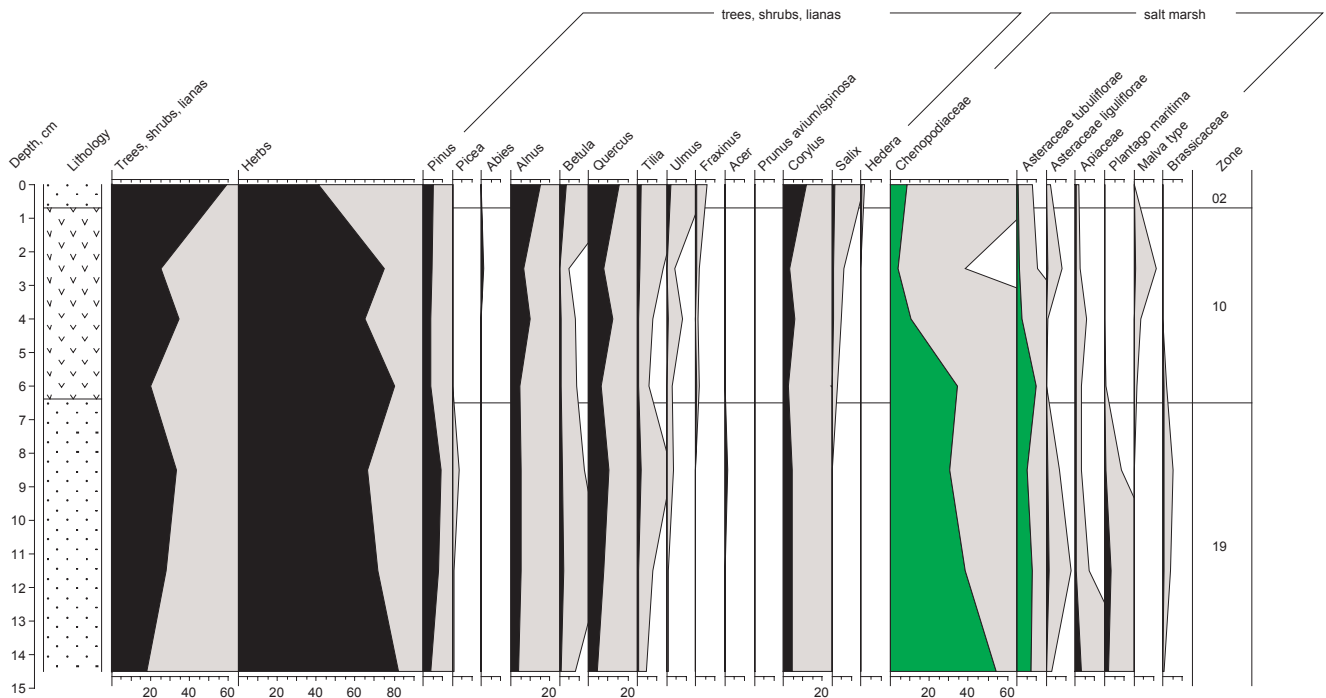 trees, shrubs, lianas
salt marsh
Depth, cm
Lithology
Trees, shrubs, lianas
Herbs
Pinus
Picea
Abies
Alnus
Betula
Quercus
Tilia
Ulmus
Fraxinus
Acer
Prunus avium/spinosa
Corylus
Salix
Hedera
Chenopodiaceae
Asteraceae tubuliflorae
Asteraceae liguliflorae
Apiaceae
Plantago maritima
Malva type
Brassicaceae
Zone
0
1
2
3
4
5
6
7
8
9
10
11
12
13
14
15
02
10
19
20 40 60 20 40 60 80 20 20 20 20 40 60